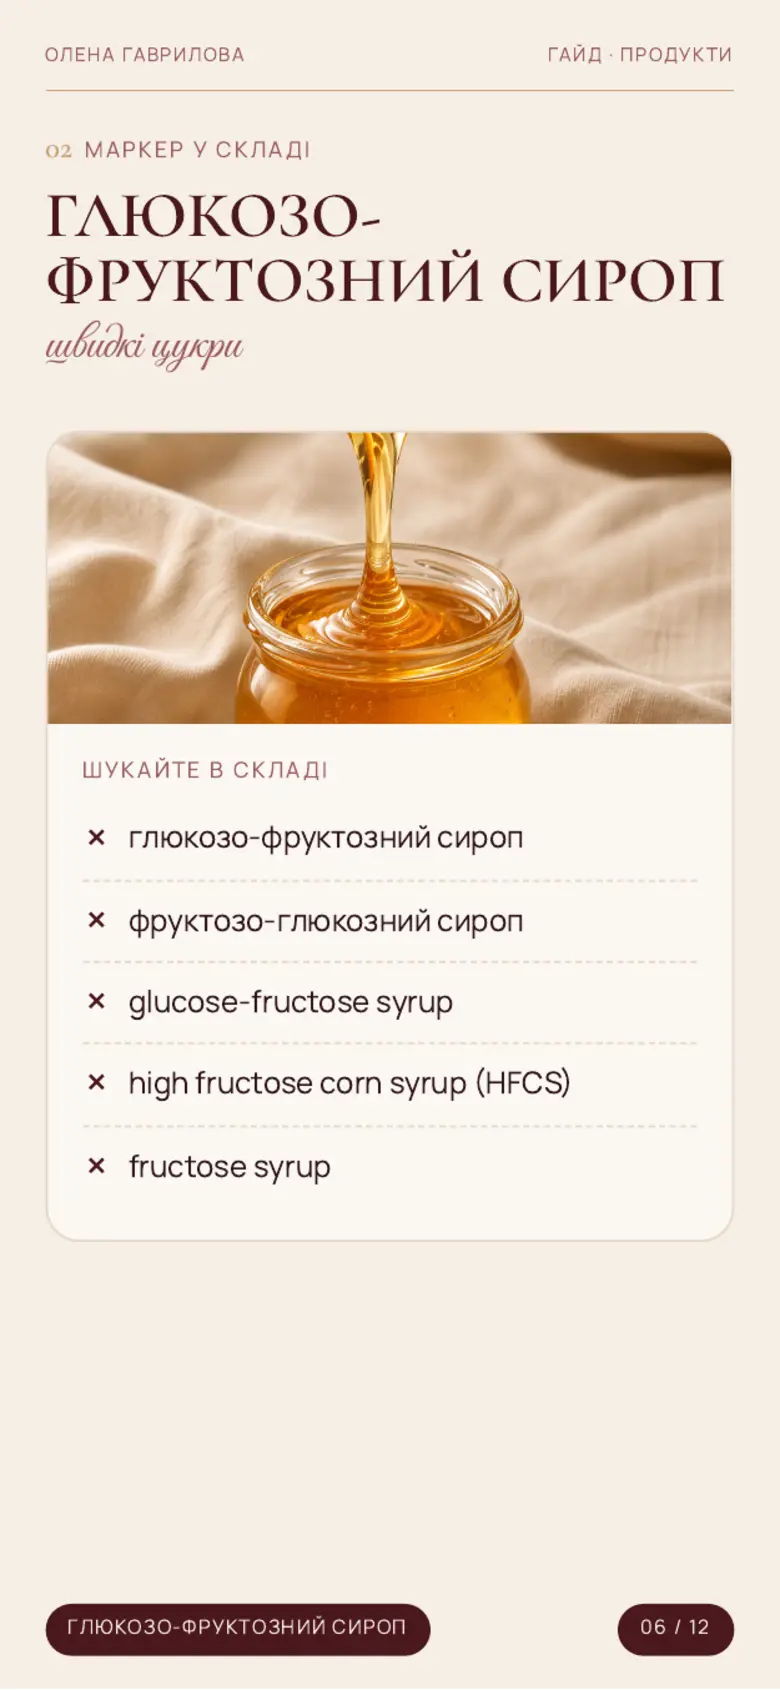 ОЛЕНА ГАВРИЛОВА
ГАЙД · ПРОДУКТИ
02 МАРКЕР У СКЛАДІ
ГЛЮКОЗО-
ФРУКТОЗНИЙ СИРОП
швидкі цукри
ШУКАЙТЕ В СКЛАДІ
× глюкозо-фруктозний сироп
× фруктозо-глюкозний сироп
× glucose-fructose syrup
× high fructose corn syrup (HFCS)
× fructose syrup
ГЛЮКОЗО-ФРУКТОЗНИЙ СИРОП
06 / 12